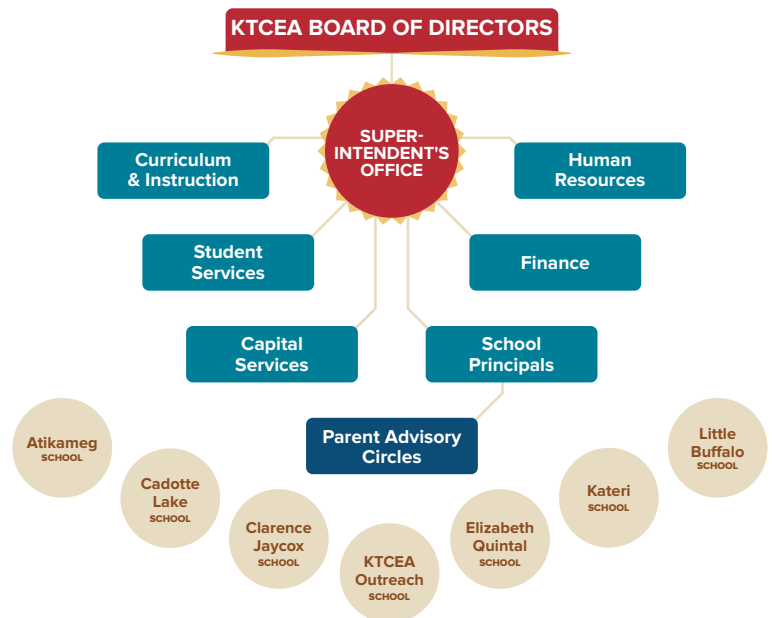 KTCEA BOARD OF DIRECTORS
SUPER-
INTENDENT'S
OFFICE
Curriculum
& Instruction
Human
Resources
Student
Services
Finance
Capital
Services
School
Principals
Parent Advisory
Circles
Atikameg
SCHOOL
Cadotte
Lake
SCHOOL
Clarence
Jaycox
SCHOOL
KTCEA
Outreach
SCHOOL
Elizabeth
Quintal
SCHOOL
Kateri
SCHOOL
Little
Buffalo
SCHOOL